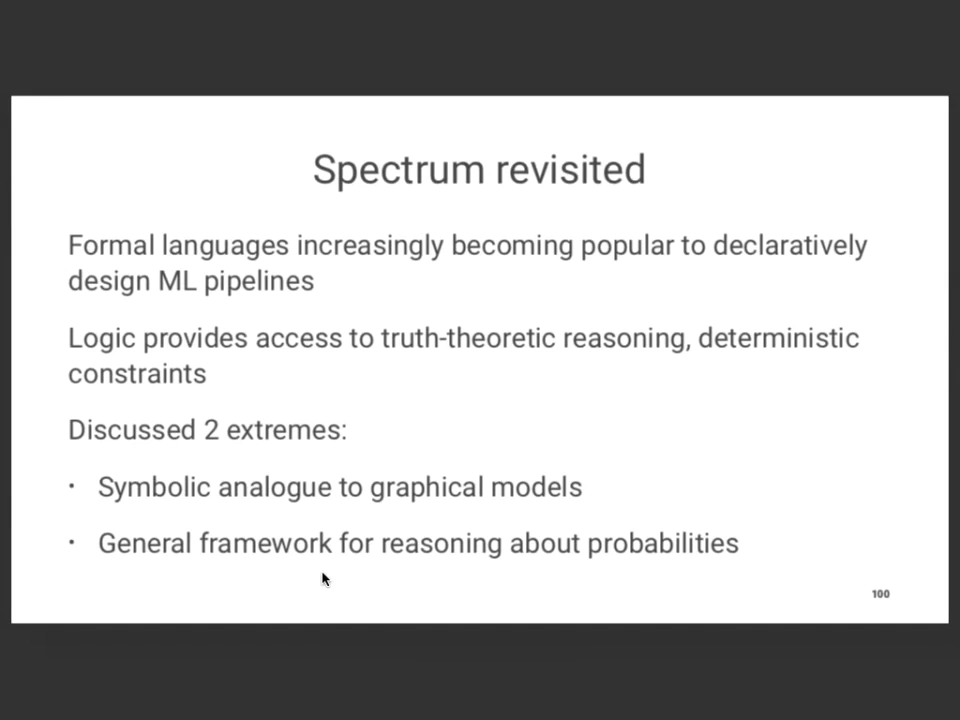 Spectrum revisited
Formal languages increasingly becoming popular to declaratively
design ML pipelines
Logic provides access to truth-theoretic reasoning, deterministic
constraints
Discussed 2 extremes:
• Symbolic analogue to graphical models
• General framework for reasoning about probabilities
100